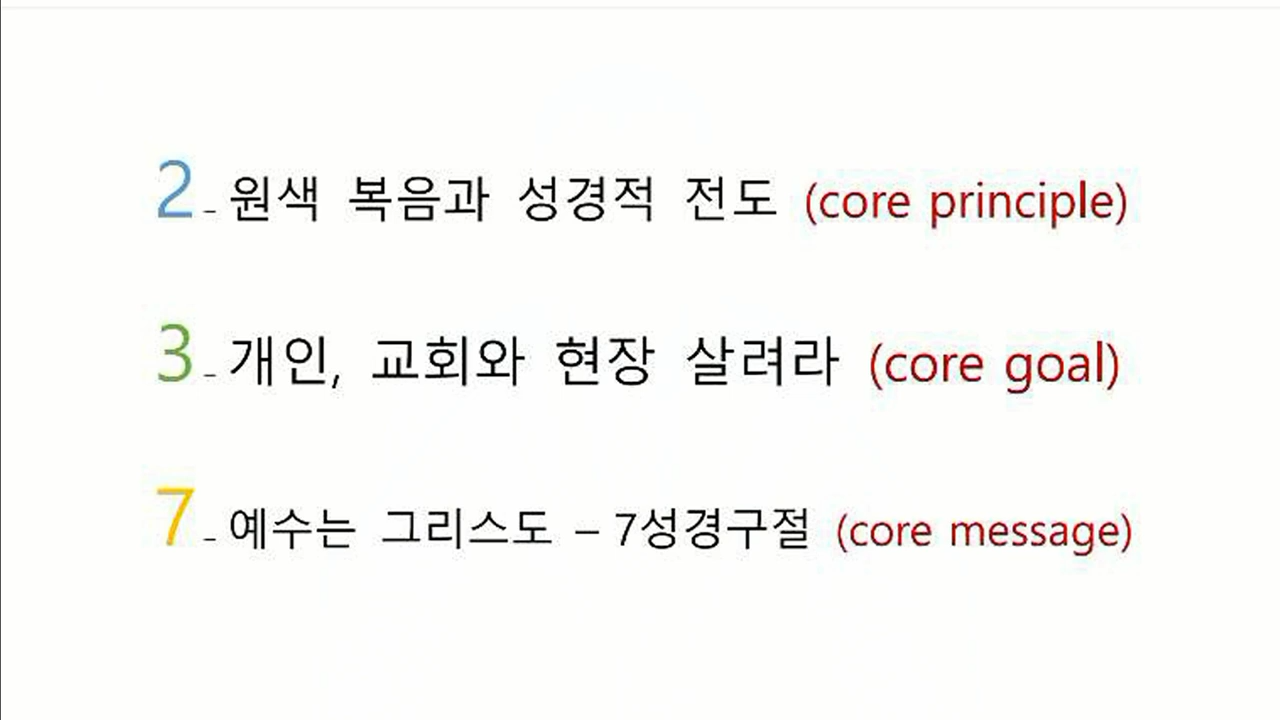 2 - 원색 복음과 성경적 전도 (core principle)
3 - 개인, 교회와 현장 살려라 (core goal)
7 - 예수는 그리스도 – 7성경구절 (core message)